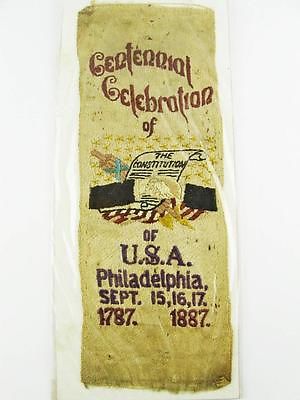 Centennial
Celebration
of
THE
CONSTITUTION
OF
U.S.A.
Philadelphia,
SEPT. 15,16,17.
1787. 1887.